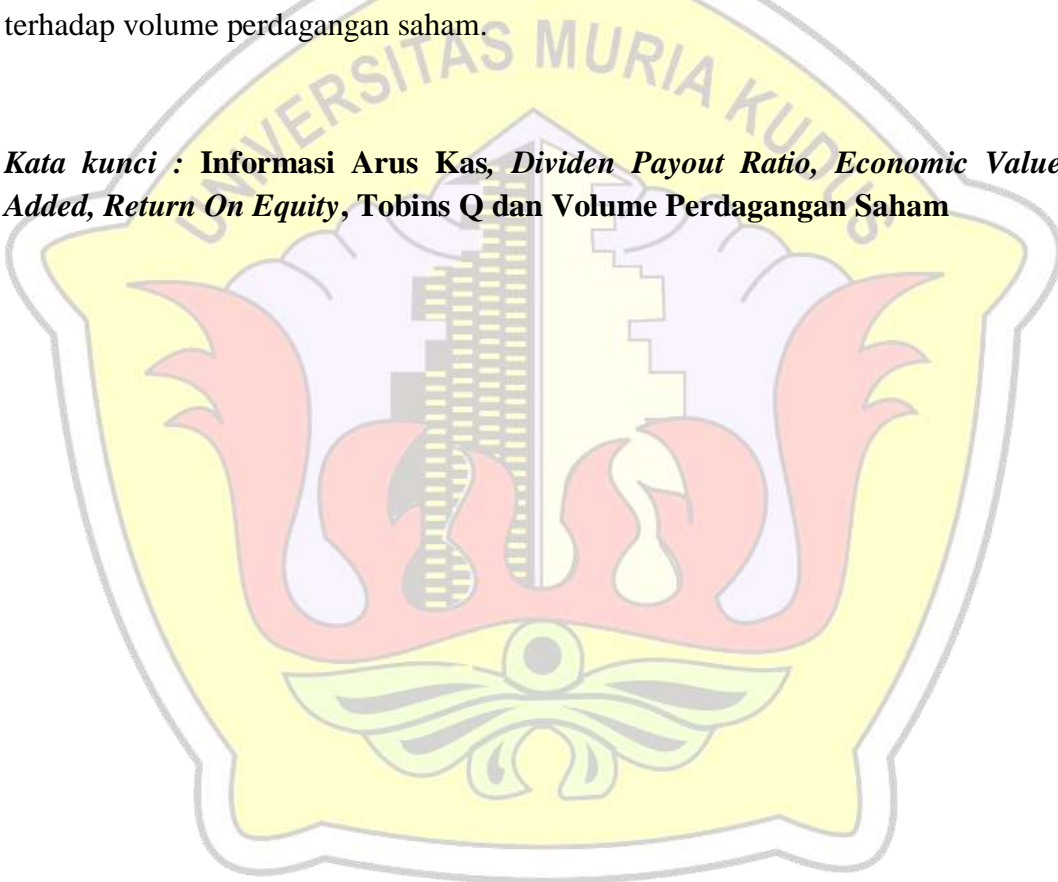 terhadap volume perdagangan saham.
UNIVERSITAS MURIA KUDUS
Kata kunci : Informasi Arus Kas, Dividen Payout Ratio, Economic Value
Added, Return On Equity, Tobins Q dan Volume Perdagangan Saham